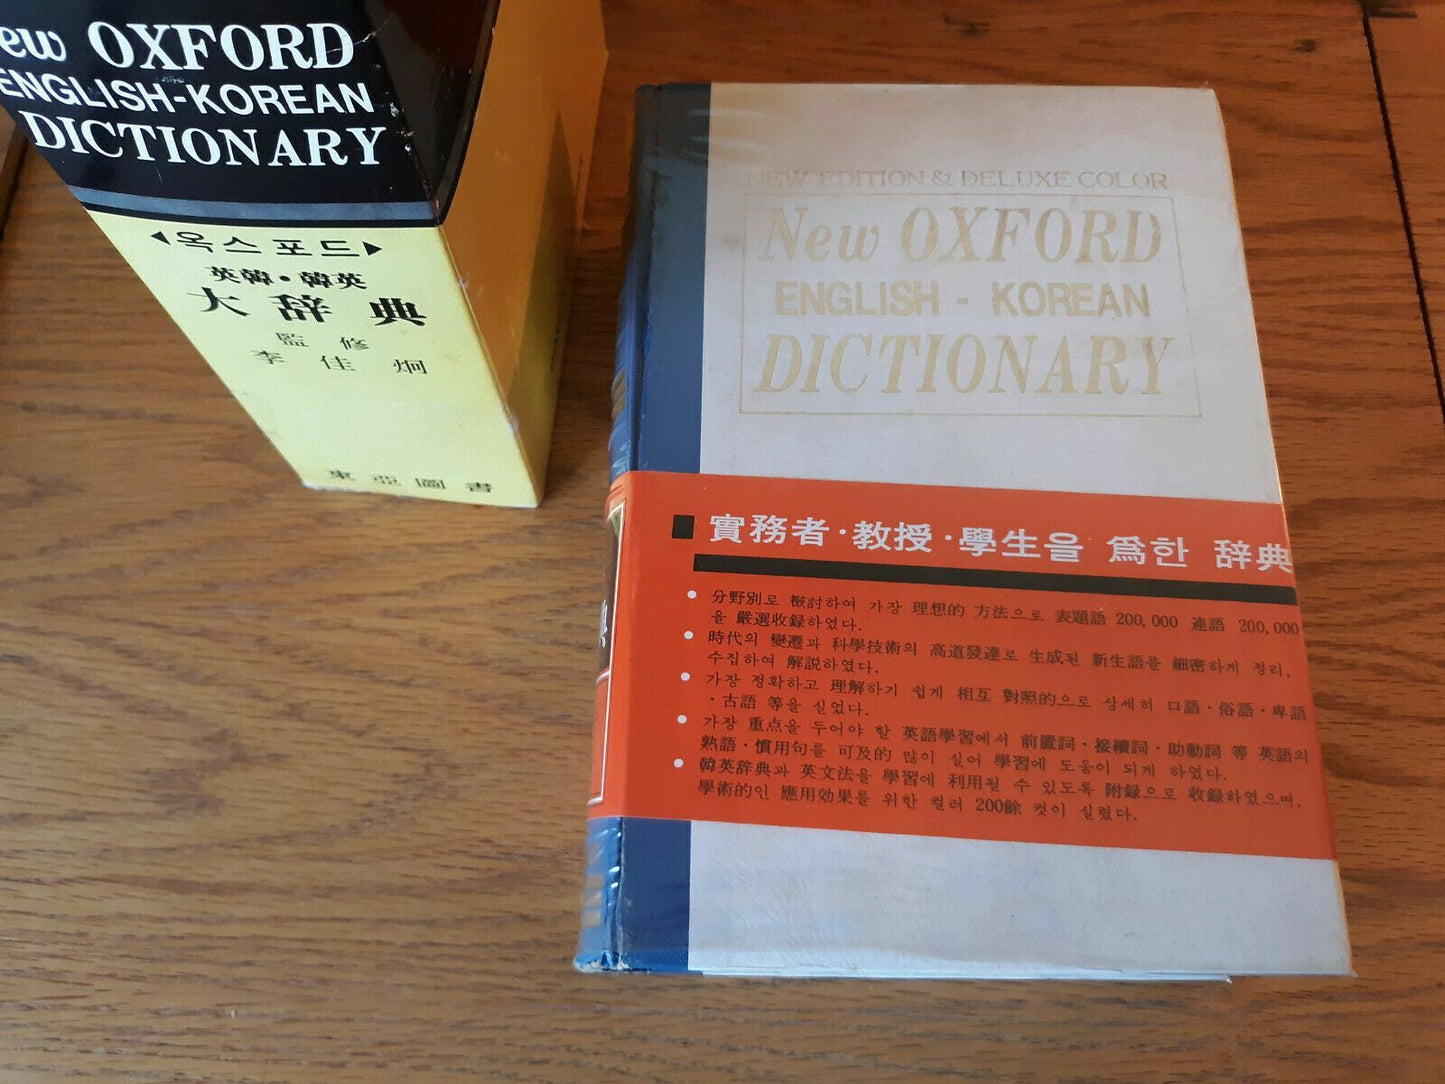 ew OXFORD
ENGLISH-KOREAN
DICTIONARY
◀옥스포드▶
英韓·韓英
大辞典
監修
李佳炯
東亞圖書
NEW EDITION & DELUXE COLOR
New OXFORD
ENGLISH - KOREAN
DICTIONARY
典
■ 實務者·教授·學生을 爲한 辞典
• 分野別로 檢討하여 가장 理想的 方法으로 表題語 200,000 連語 200,000
을 嚴選收録하였다.
• 時代의 變遷과 科學技術의 高道發達로 生成된 新生語를 細密하게 정리,
수집하여 解説하였다.
• 가장 정확하고 理解하기 쉽게 相互 對照的으로 상세히 口語·俗語·卑語
·古語 等을 실었다.
• 가장 重点을 두어야 할 英語學習에서 前置詞·接續詞·助動詞 等 英語의
熟語·慣用句를 可及的 많이 실어 學習에 도움이 되게 하였다.
• 韓英辞典과 英文法을 學習에 利用될 수 있도록 附録으로 收録하였으며,
學術的인 應用効果를 위한 컬러 200餘 컷이 실렸다.